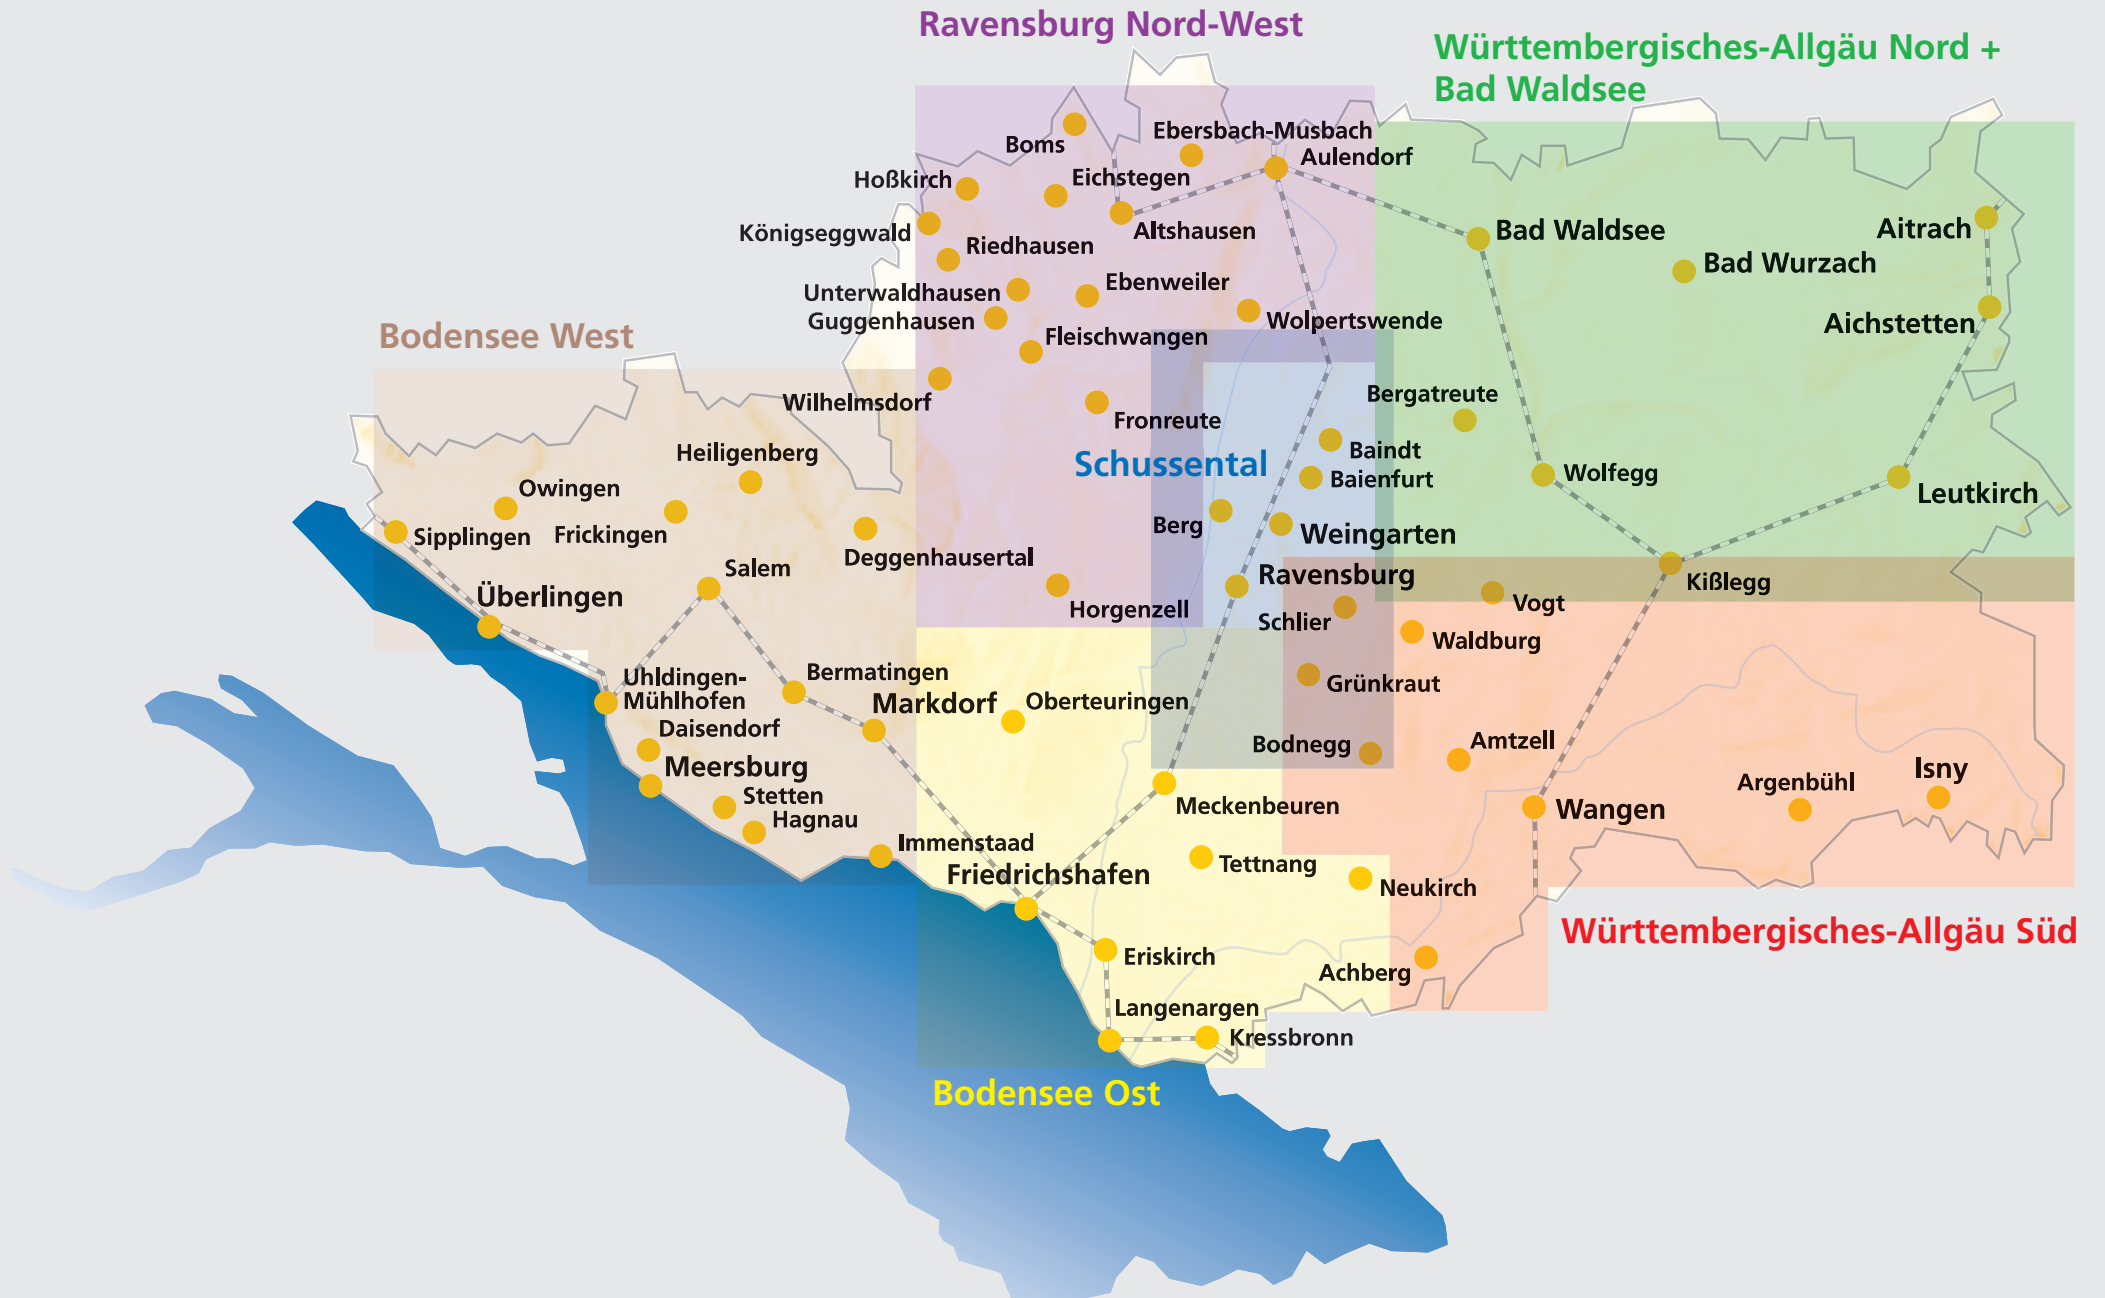 Ravensburg Nord-West
Württembergisches-Allgäu Nord +
Bad Waldsee
Ebersbach-Musbach
Boms
Aulendorf
Hoßkirch
Eichstegen
Königseggwald
Altshausen
Bad Waldsee
Aitrach
Riedhausen
Bad Wurzach
Ebenweiler
Unterwaldhausen
Guggenhausen
Wolpertswende
Aichstetten
Bodensee West
Fleischwangen
Bergatreute
Wilhelmsdorf
Fronreute
Heiligenberg
Baindt
Schussental
Wolfegg
Baienfurt
Owingen
Leutkirch
Berg
Sipplingen
Frickingen
Weingarten
Deggenhausertal
Salem
Ravensburg
Kißlegg
Überlingen
Vogt
Horgenzell
Schlier
Waldburg
Uhldingen-
Mühlhofen
Bermatingen
Grünkraut
Markdorf
Oberteuringen
Daisendorf
Bodnegg
Amtzell
Meersburg
Isny
Argenbühl
Stetten
Meckenbeuren
Wangen
Hagnau
Immenstaad
Tettnang
Friedrichshafen
Neukirch
Württembergisches-Allgäu Süd
Eriskirch
Achberg
Langenargen
Kressbronn
Bodensee Ost